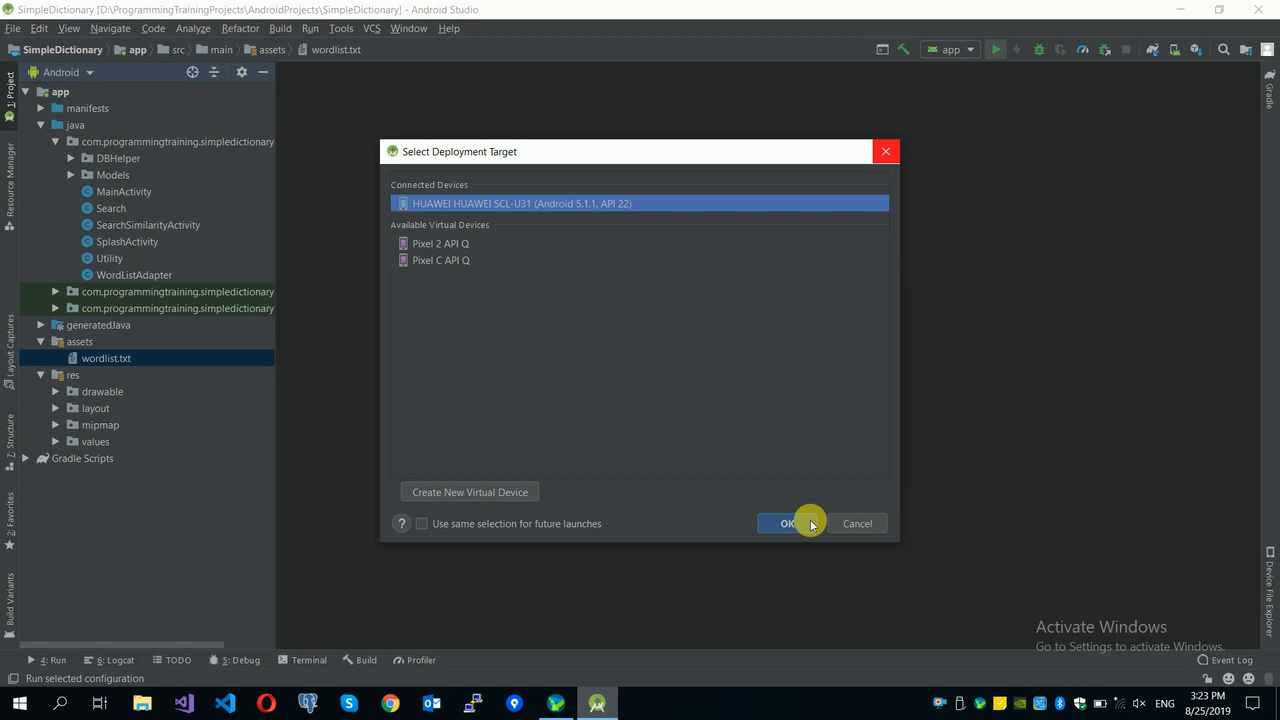 SimpleDictionary [D:\ProgrammingTrainingProjects\AndroidProjects\SimpleDictionary] - Android Studio
File Edit View Navigate Code Analyze Refactor Build Run Tools VCS Window Help
SimpleDictionary app src main assets wordlist.txt
app
Android
1: Project
Resource Manager
Layout Captures
7: Structure
2: Favorites
Build Variants
app
manifests
java
com.programmingtraining.simpledictionary
DBHelper
Models
MainActivity
Search
SearchSimilarityActivity
SplashActivity
Utility
WordListAdapter
com.programmingtraining.simpledictionary
com.programmingtraining.simpledictionary
generatedJava
assets
wordlist.txt
res
drawable
layout
mipmap
values
Gradle Scripts
Select Deployment Target
Connected Devices
HUAWEI HUAWEI SCL-U31 (Android 5.1.1, API 22)
Available Virtual Devices
Pixel 2 API Q
Pixel C API Q
Create New Virtual Device
? Use same selection for future launches
OK Cancel
Gradle
Device File Explorer
Activate Windows
Go to Settings to activate Windows.
4: Run 6: Logcat TODO 5: Debug Terminal Build Profiler Event Log
Run selected configuration
ENG
3:23 PM
8/25/2019